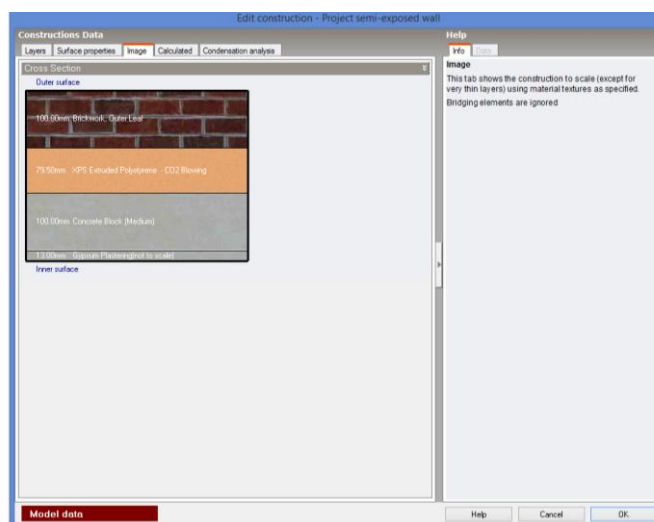 Edit construction - Project semi-exposed wall
Constructions Data
Layers Surface properties Image Calculated Condensation analysis
Cross Section
Outer surface
100.00mm Brickwork, Outer Leaf
79.50mm XPS Extruded Polystyrene - CO2 Blowing
100.00mm Concrete Block (Medium)
13.00mm Gypsum Plastering(not to scale)
Inner surface
Help
Info Data
Image
This tab shows the construction to scale (except for
very thin layers) using material textures as specified.
Bridging elements are ignored
Model data
Help Cancel OK